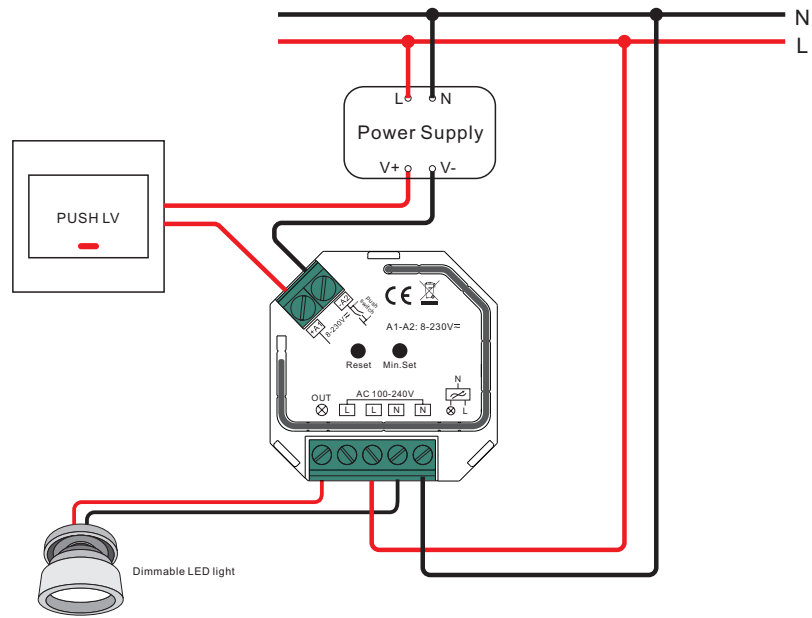 N
L
L N
Power Supply
V+ V-
PUSH LV
CE
-A2
Push
Switch
+A1
8-230V
A1-A2: 8-230V
Reset Min.Set
N
OUT
AC 100-240V
L L N N
L
Dimmable LED light